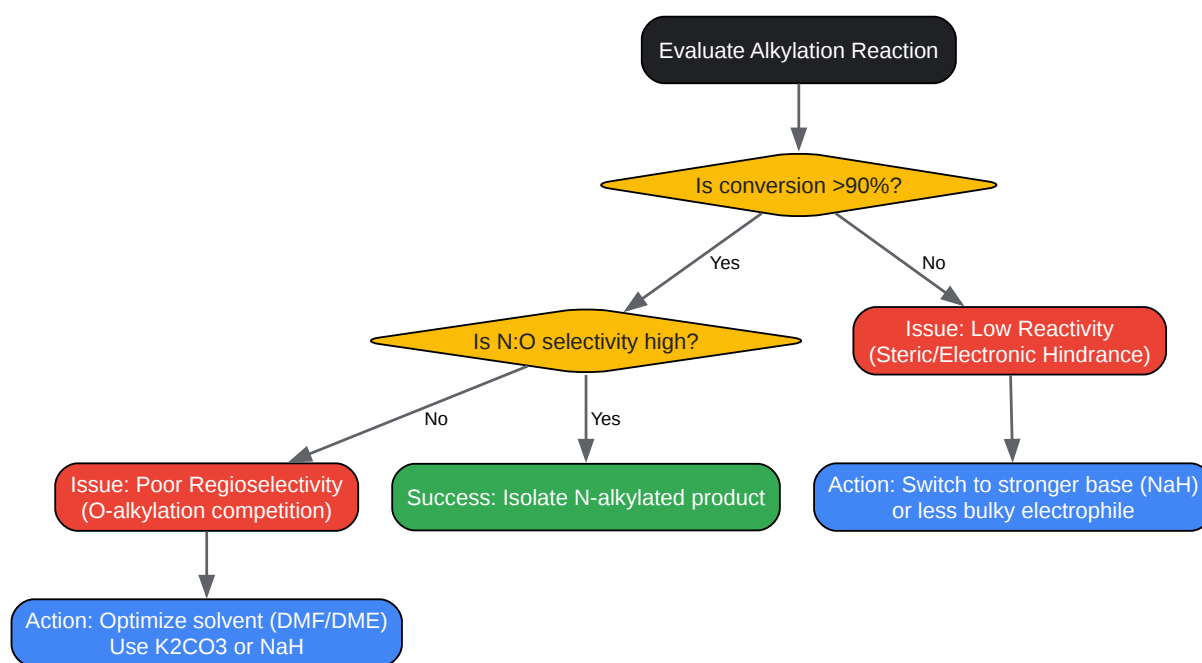 Evaluate Alkylation Reaction
Is conversion >90%?
Yes
No
Is N:O selectivity high?
Issue: Low Reactivity
(Steric/Electronic Hindrance)
No
Yes
Issue: Poor Regioselectivity
(O-alkylation competition)
Success: Isolate N-alkylated product
Action: Switch to stronger base (NaH)
or less bulky electrophile
Action: Optimize solvent (DMF/DME)
Use K2CO3 or NaH